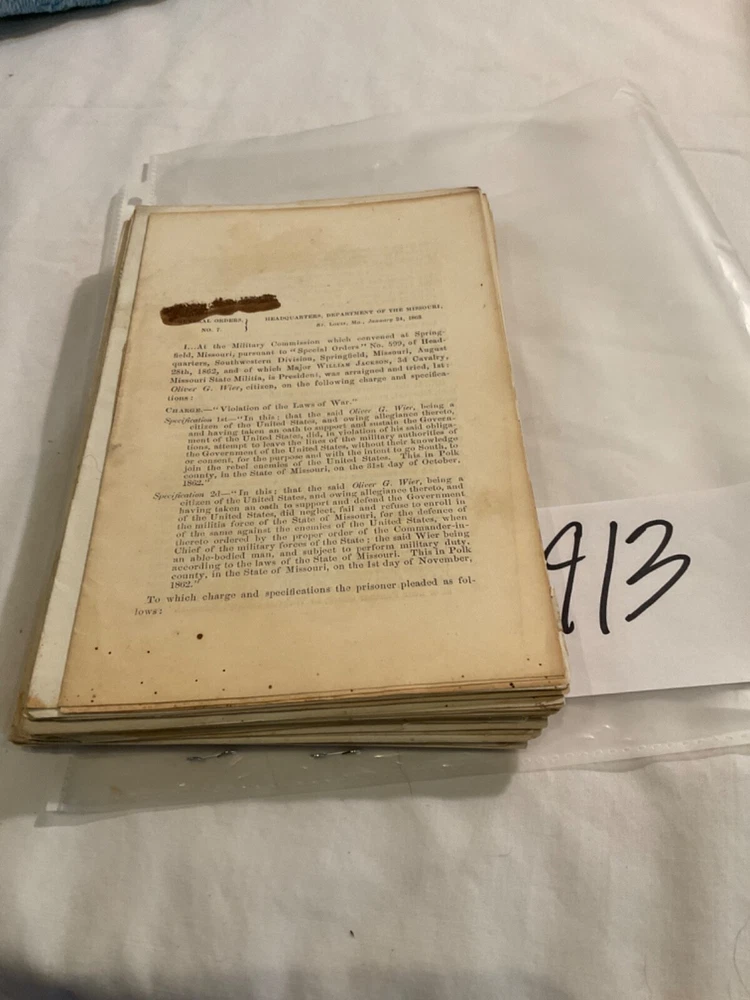 HEADQUARTERS, DEPARTMENT OF THE MISSOURI,
AL ORDERS,
St. Louis, Mo., January 24, 1863
NO. 7.
I...At the Military Commission which convened at Spring-
field, Missouri, pursuant to "Special Orders" No. 399, of Head-
quarters, Southwestern Division, Springfield, Missouri, August
28th, 1862, and of which Major WILLIAM JACKSON, 3d Cavalry,
Missouri State Militia, is President, was arraigned and tried, 1st:
Oliver G. Wier, citizen, on the following charge and specifica-
tions:
CHARGE.—"Violation of the Laws of War."
Specification 1st—"In this; that the said Oliver G. Wier, being a
citizen of the United States, and owing allegiance thereto,
and having taken an oath to support and sustain the Govern-
ment of the United States, did, in violation of his said obliga-
tions, attempt to leave the lines of the military authorities of
the Government of the United States, without their knowledge
or consent, for the purpose and with the intent to go South, to
join the rebel enemies of the United States. This in Polk
county, in the State of Missouri, on the 31st day of October,
1862."
Specification 2d—"In this; that the said Oliver G. Wier, being a
citizen of the United States, and owing allegiance thereto, and
having taken an oath to support and defend the Government
of the United States, did neglect, fail and refuse to enroll in
the militia force of the State of Missouri, for the defence of
the same against the enemies of the United States, when
thereto ordered by the proper order of the Commander-in-
Chief of the military forces of the State; the said Wier being
an able-bodied man, and subject to perform military duty,
according to the laws of the State of Missouri. This in Polk
county, in the State of Missouri, on the 1st day of November,
1862."
To which charge and specifications the prisoner pleaded as fol-
lows:
913